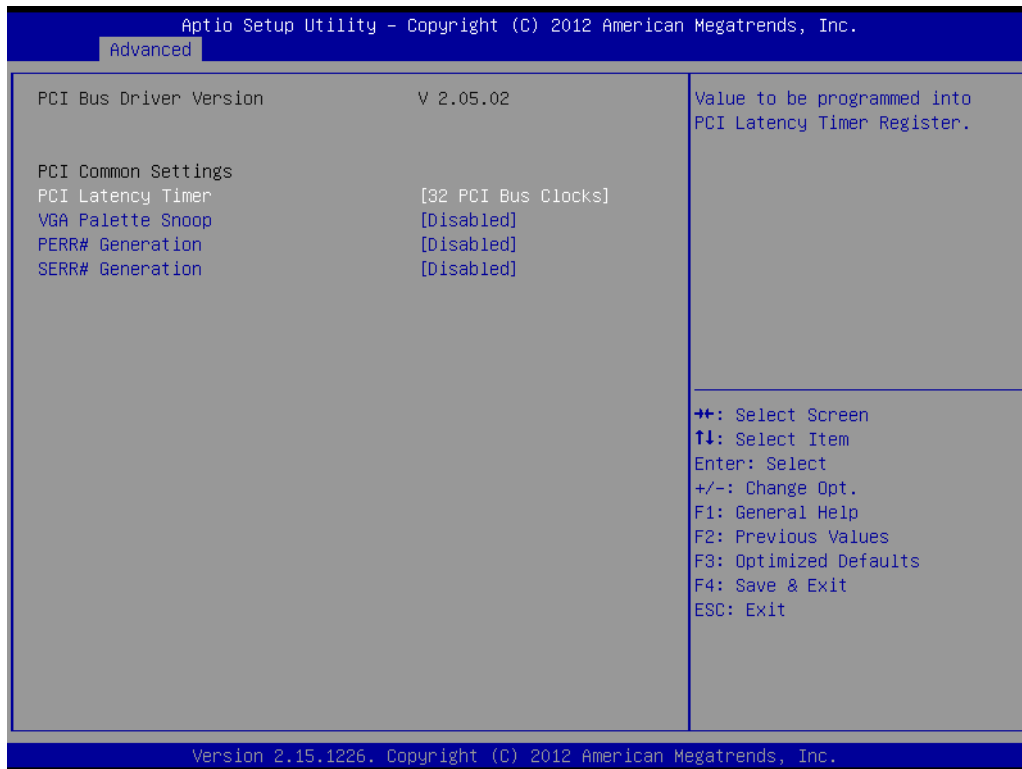 Aptio Setup Utility – Copyright (C) 2012 American Megatrends, Inc.
Advanced
PCI Bus Driver Version V 2.05.02
PCI Common Settings
PCI Latency Timer [32 PCI Bus Clocks]
VGA Palette Snoop [Disabled]
PERR# Generation [Disabled]
SERR# Generation [Disabled]
Value to be programmed into
PCI Latency Timer Register.
→←: Select Screen
↑↓: Select Item
Enter: Select
+/-: Change Opt.
F1: General Help
F2: Previous Values
F3: Optimized Defaults
F4: Save & Exit
ESC: Exit
Version 2.15.1226. Copyright (C) 2012 American Megatrends, Inc.